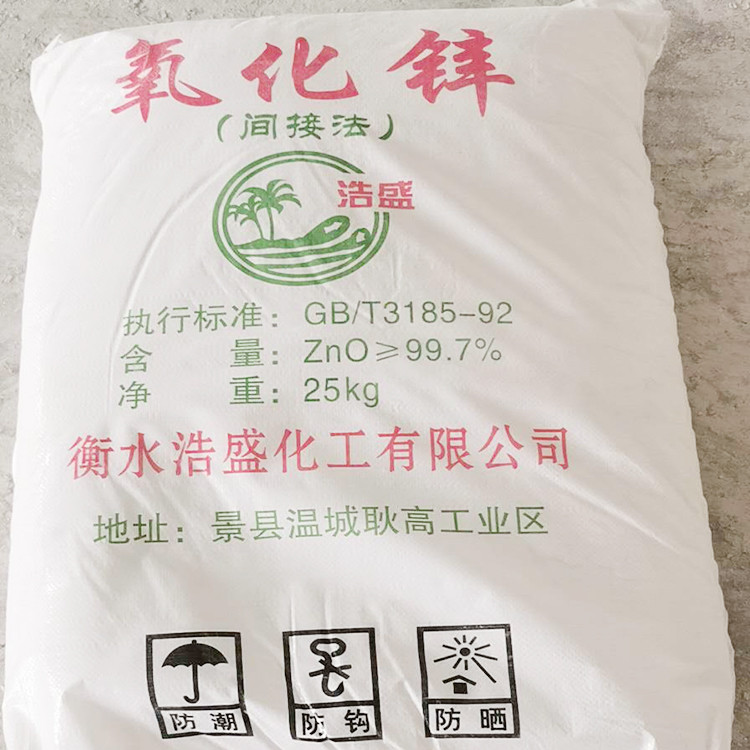 氧化锌
（间接法）
浩盛
执行标准：GB/T3185-92
含量：ZnO≥99.7%
净重：25kg
衡水浩盛化工有限公司
地址：景县温城耿高工业区
防潮 防钩 防晒